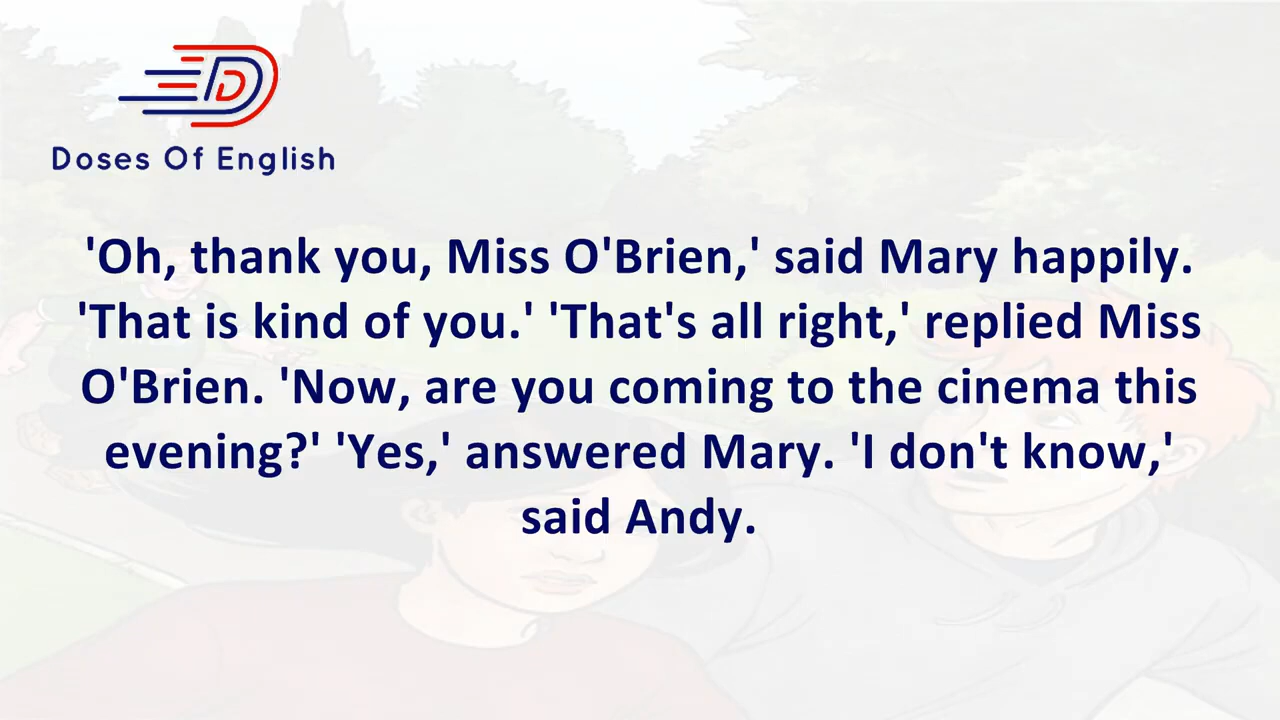 Doses Of English
'Oh, thank you, Miss O'Brien,' said Mary happily.
'That is kind of you.' 'That's all right,' replied Miss
O'Brien. 'Now, are you coming to the cinema this
evening?' 'Yes,' answered Mary. 'I don't know,'
said Andy.